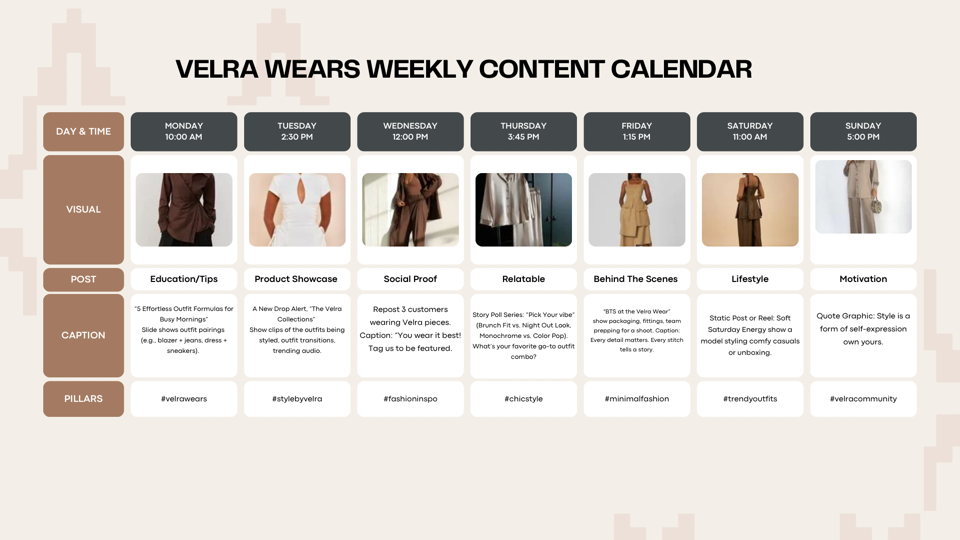 VELRA WEARS WEEKLY CONTENT CALENDAR
DAY & TIME
MONDAY
10:00 AM
TUESDAY
2:30 PM
WEDNESDAY
12:00 PM
THURSDAY
3:45 PM
FRIDAY
1:15 PM
SATURDAY
11:00 AM
SUNDAY
5:00 PM
VISUAL
POST
Education/Tips
Product Showcase
Social Proof
Relatable
Behind The Scenes
Lifestyle
Motivation
CAPTION
"5 Effortless Outfit Formulas for
Busy Mornings"
Slide shows outfit pairings
(e.g., blazer + jeans, dress +
sneakers).
A New Drop Alert, "The Velra
Collections"
Show clips of the outfits being
styled, outfit transitions,
trending audio.
Repost 3 customers
wearing Velra pieces.
Caption: "You wear it best!
Tag us to be featured.
Story Poll Series: "Pick Your vibe"
(Brunch Fit vs. Night Out Look,
Monochrome vs. Color Pop).
What's your favorite go-to outfit
combo?
"BTS at the Velra Wear"
show packaging, fittings, team
prepping for a shoot. Caption:
Every detail matters. Every stitch
tells a story.
Static Post or Reel: Soft
Saturday Energy show a
model styling comfy casuals
or unboxing.
Quote Graphic: Style is a
form of self-expression
own yours.
PILLARS
#velrawears
#stylebyvelra
#fashioninspo
#chicstyle
#minimalfashion
#trendyoutfits
#velracommunity